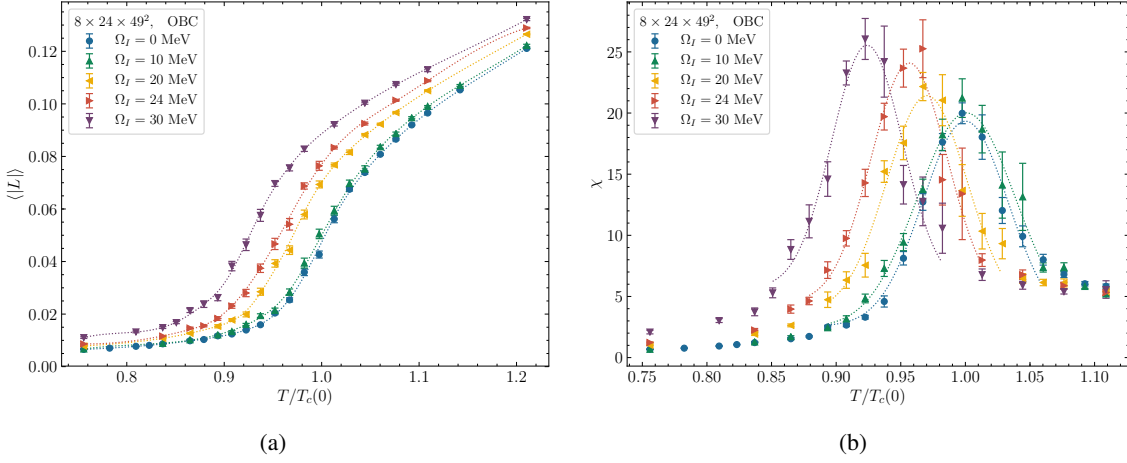 8 × 24 × 49², OBC
Ω_I = 0 MeV
Ω_I = 10 MeV
Ω_I = 20 MeV
Ω_I = 24 MeV
Ω_I = 30 MeV
⟨|L|⟩
0.12
0.10
0.08
0.06
0.04
0.02
0.00
0.8 0.9 1.0 1.1 1.2
T/T_c(0)
(a)
8 × 24 × 49², OBC
Ω_I = 0 MeV
Ω_I = 10 MeV
Ω_I = 20 MeV
Ω_I = 24 MeV
Ω_I = 30 MeV
χ
25
20
15
10
5
0
0.75 0.80 0.85 0.90 0.95 1.00 1.05 1.10
T/T_c(0)
(b)